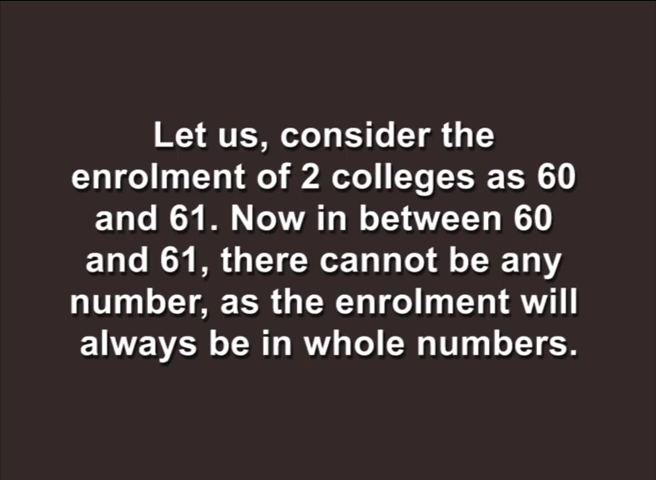 Let us, consider the
enrolment of 2 colleges as 60
and 61. Now in between 60
and 61, there cannot be any
number, as the enrolment will
always be in whole numbers.